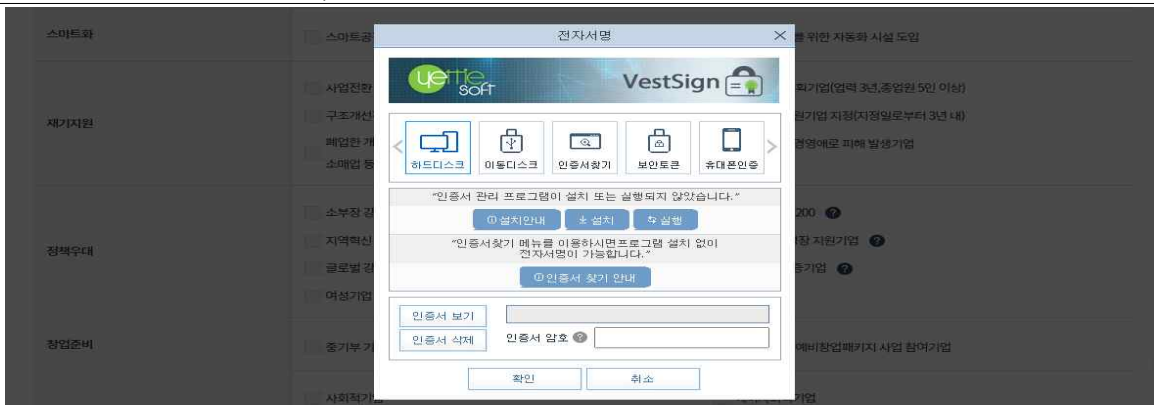 전자서명
스마트화
스마트공
를 위한 자동화 시설 도입
yettie soft
VestSign
사업전환
획기업(업력 3년,종업원 5인 이상)
재기지원
구조개선
원기업 지정(지정일로부터 3년 내)
폐업한 개
경영애로 피해 발생기업
소매업 등
하드디스크 이동디스크 인증서찾기 보안토큰 휴대폰인증
"인증서 관리 프로그램이 설치 또는 실행되지 않았습니다."
설치안내 설치 실행
소부장 강
200
"인증서찾기 메뉴를 이용하시면프로그램 설치 없이
전자서명이 가능합니다."
지역혁신
장 지원기업
정책우대
글로벌 강
인증서 찾기 안내
여성기업
인증서 보기
인증서 삭제 인증서 암호
창업준비
중기부 기
예비창업패키지 사업 참여기업
확인 취소
사회적기업